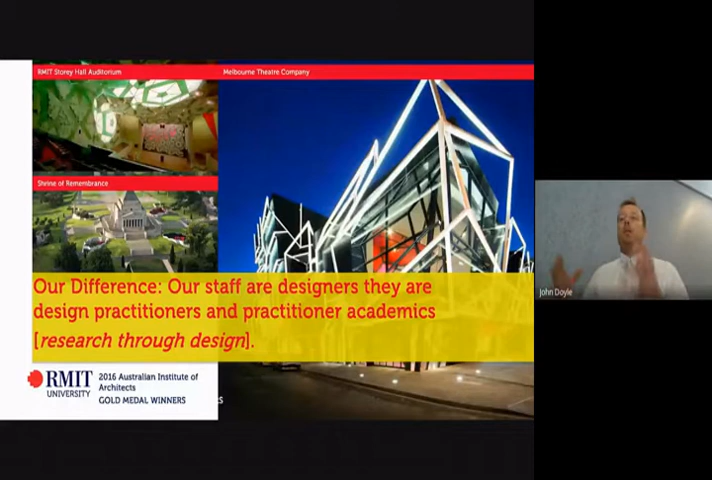 RMIT Storey Hall Auditorium
Melbourne Theatre Company
Shrine of Remembrance
Our Difference: Our staff are designers they are
design practitioners and practitioner academics
[research through design].
RMIT
UNIVERSITY
2016 Australian Institute of
Architects
GOLD MEDAL WINNERS
John Doyle